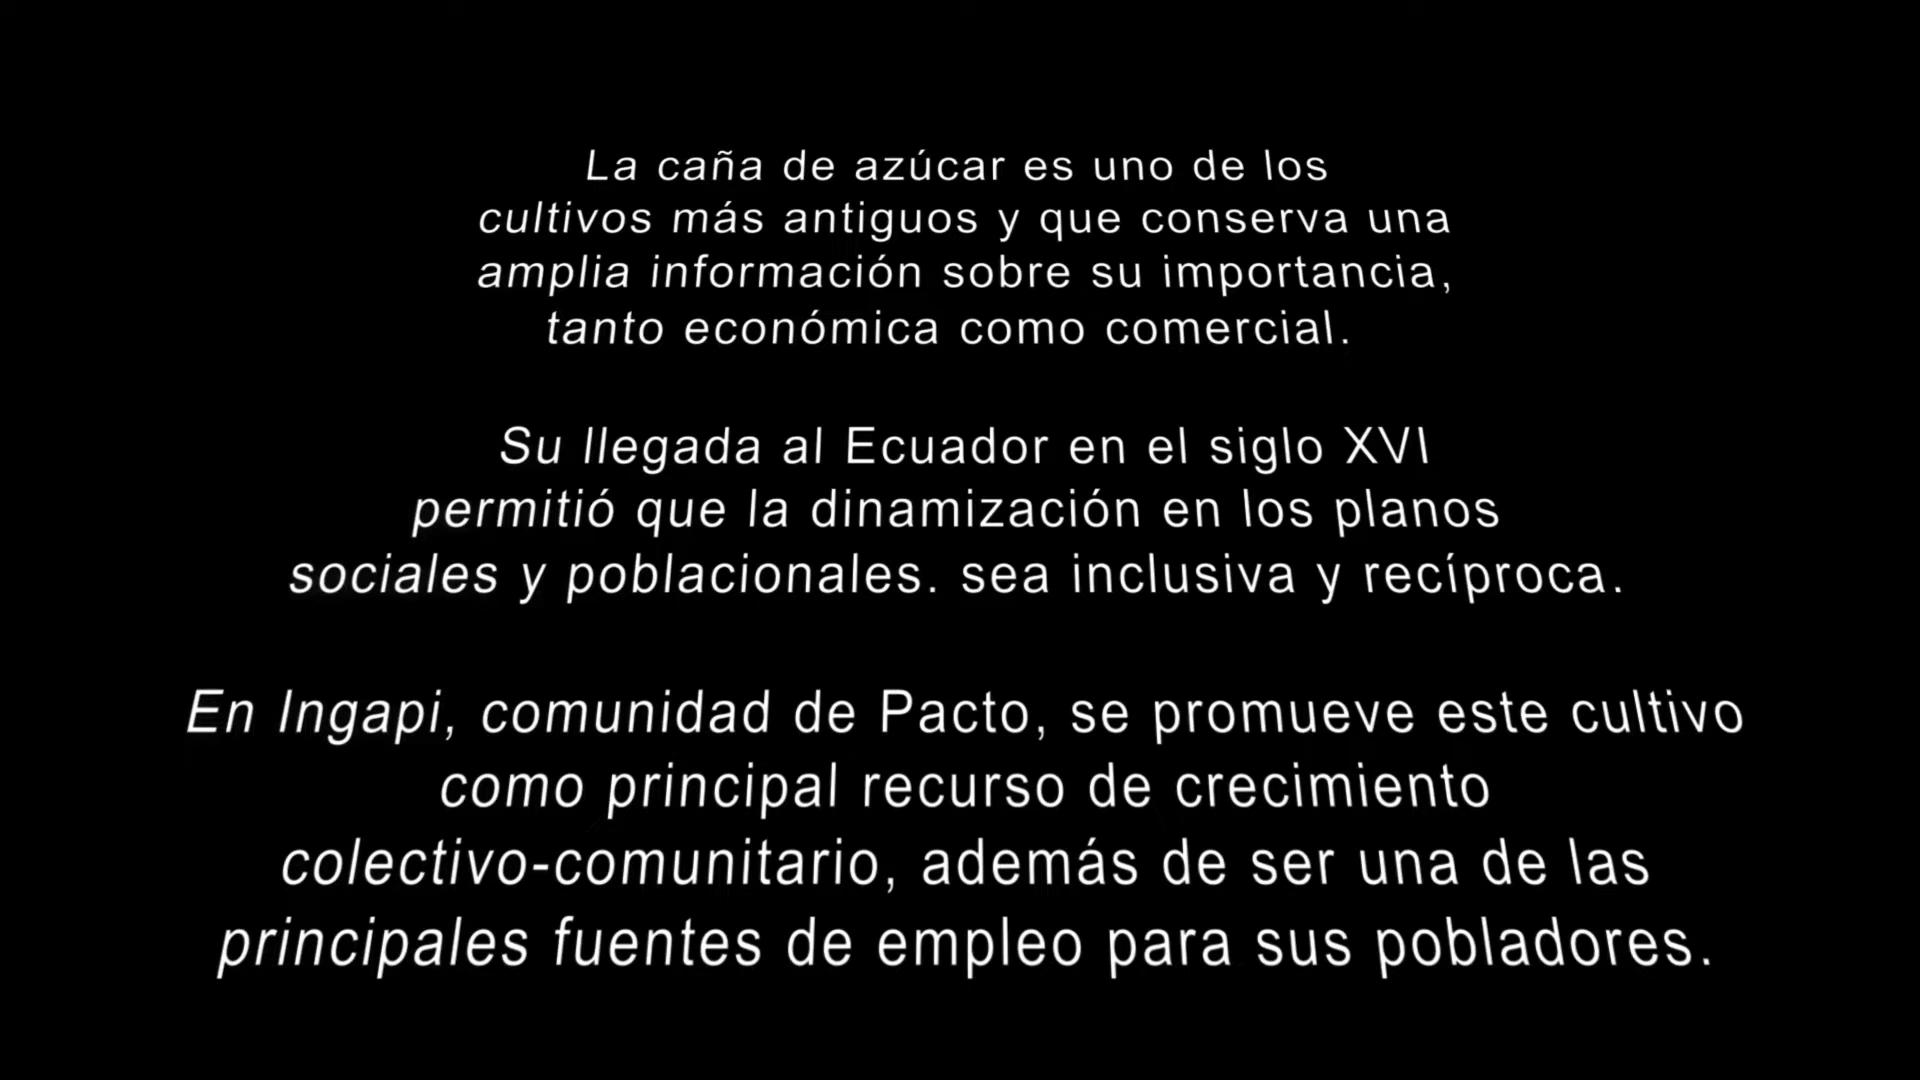 La caña de azúcar es uno de los
cultivos más antiguos y que conserva una
amplia información sobre su importancia,
tanto económica como comercial.
Su llegada al Ecuador en el siglo XVI
permitió que la dinamización en los planos
sociales y poblacionales. sea inclusiva y recíproca.
En Ingapi, comunidad de Pacto, se promueve este cultivo
como principal recurso de crecimiento
colectivo-comunitario, además de ser una de las
principales fuentes de empleo para sus pobladores.